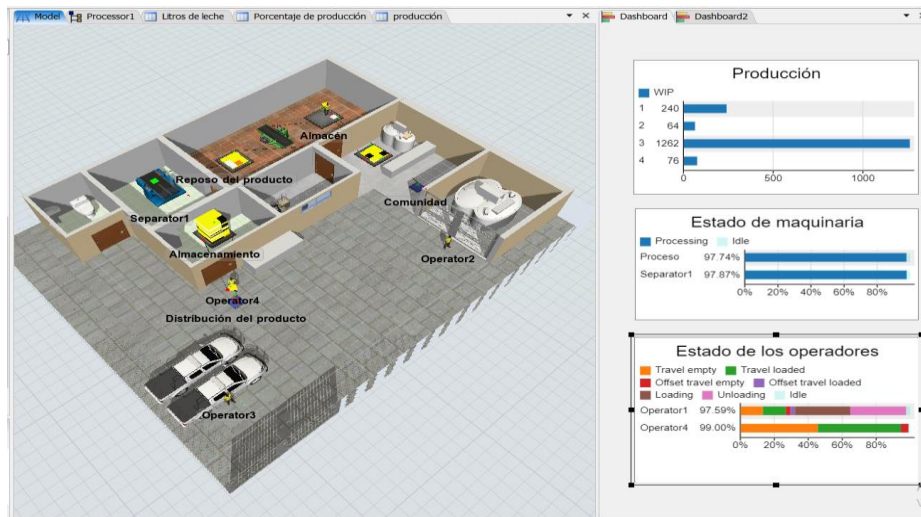 Model Processor1 Litros de leche Porcentaje de producción producción
Dashboard Dashboard2
Almacén
Reposo del producto
Comunidad
Separator1
Almacenamiento
Operator2
Operator4
Distribución del producto
Operator3
Producción
WIP
1 240
2 64
3 1262
4 76
0 500 1000
Estado de maquinaria
Processing Idle
Proceso 97.74%
Separator1 97.87%
0% 20% 40% 60% 80%
Estado de los operadores
Travel empty Travel loaded
Offset travel empty Offset travel loaded
Loading Unloading Idle
Operator1 97.59%
Operator4 99.00%
0% 20% 40% 60% 80%